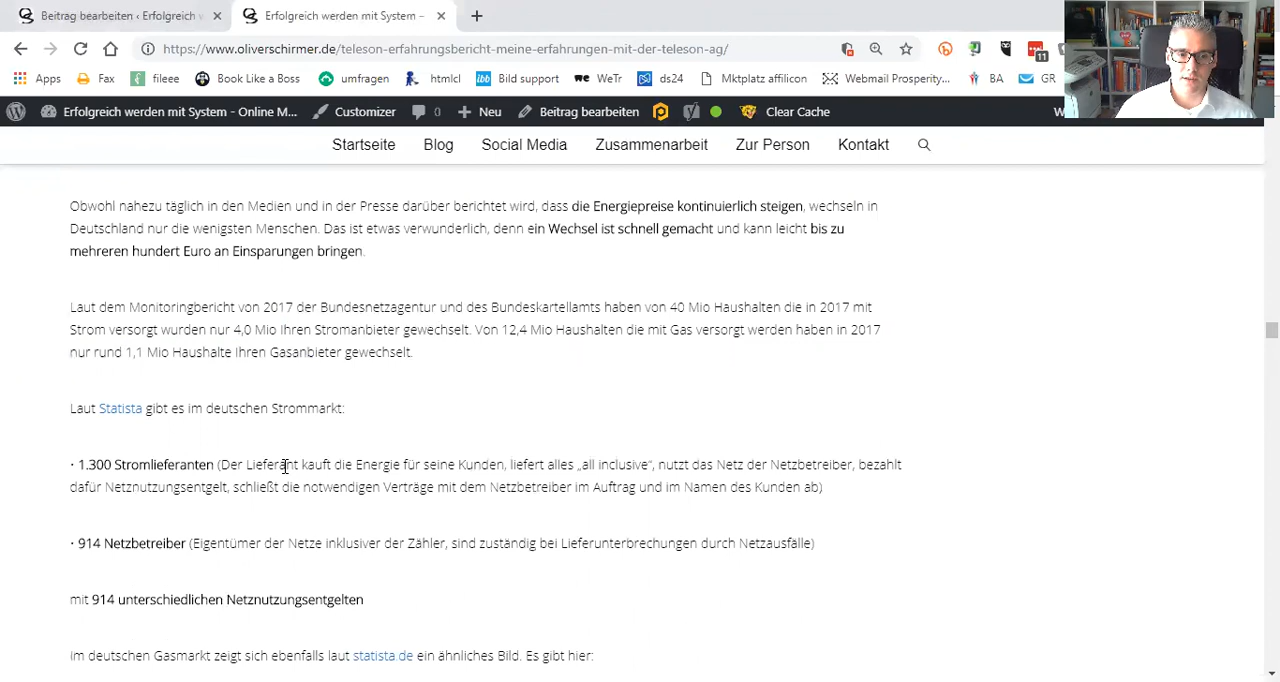 Beitrag bearbeiten ‹ Erfolgreich
Erfolgreich werden mit System –
https://www.oliverschirmer.de/teleson-erfahrungsbericht-meine-erfahrungen-mit-der-teleson-ag/
11
Apps Fax fileee Book Like a Boss umfragen htmlcl Bild support WeTr ds24 Mktplatz affilicon Webmail Prosperity... BA GR
Erfolgreich werden mit System - Online M... Customizer 0 Neu Beitrag bearbeiten Clear Cache
Startseite Blog Social Media Zusammenarbeit Zur Person Kontakt
Obwohl nahezu täglich in den Medien und in der Presse darüber berichtet wird, dass die Energiepreise kontinuierlich steigen, wechseln in
Deutschland nur die wenigsten Menschen. Das ist etwas verwunderlich, denn ein Wechsel ist schnell gemacht und kann leicht bis zu
mehreren hundert Euro an Einsparungen bringen.
Laut dem Monitoringbericht von 2017 der Bundesnetzagentur und des Bundeskartellamts haben von 40 Mio Haushalten die in 2017 mit
Strom versorgt wurden nur 4,0 Mio Ihren Stromanbieter gewechselt. Von 12,4 Mio Haushalten die mit Gas versorgt werden haben in 2017
nur rund 1,1 Mio Haushalte Ihren Gasanbieter gewechselt.
Laut Statista gibt es im deutschen Strommarkt:
· 1.300 Stromlieferanten (Der Lieferant kauft die Energie für seine Kunden, liefert alles „all inclusive“, nutzt das Netz der Netzbetreiber, bezahlt
dafür Netznutzungsentgelt, schließt die notwendigen Verträge mit dem Netzbetreiber im Auftrag und im Namen des Kunden ab)
· 914 Netzbetreiber (Eigentümer der Netze inklusiver der Zähler, sind zuständig bei Lieferunterbrechungen durch Netzausfälle)
mit 914 unterschiedlichen Netznutzungsentgelten
im deutschen Gasmarkt zeigt sich ebenfalls laut statista.de ein ähnliches Bild. Es gibt hier: